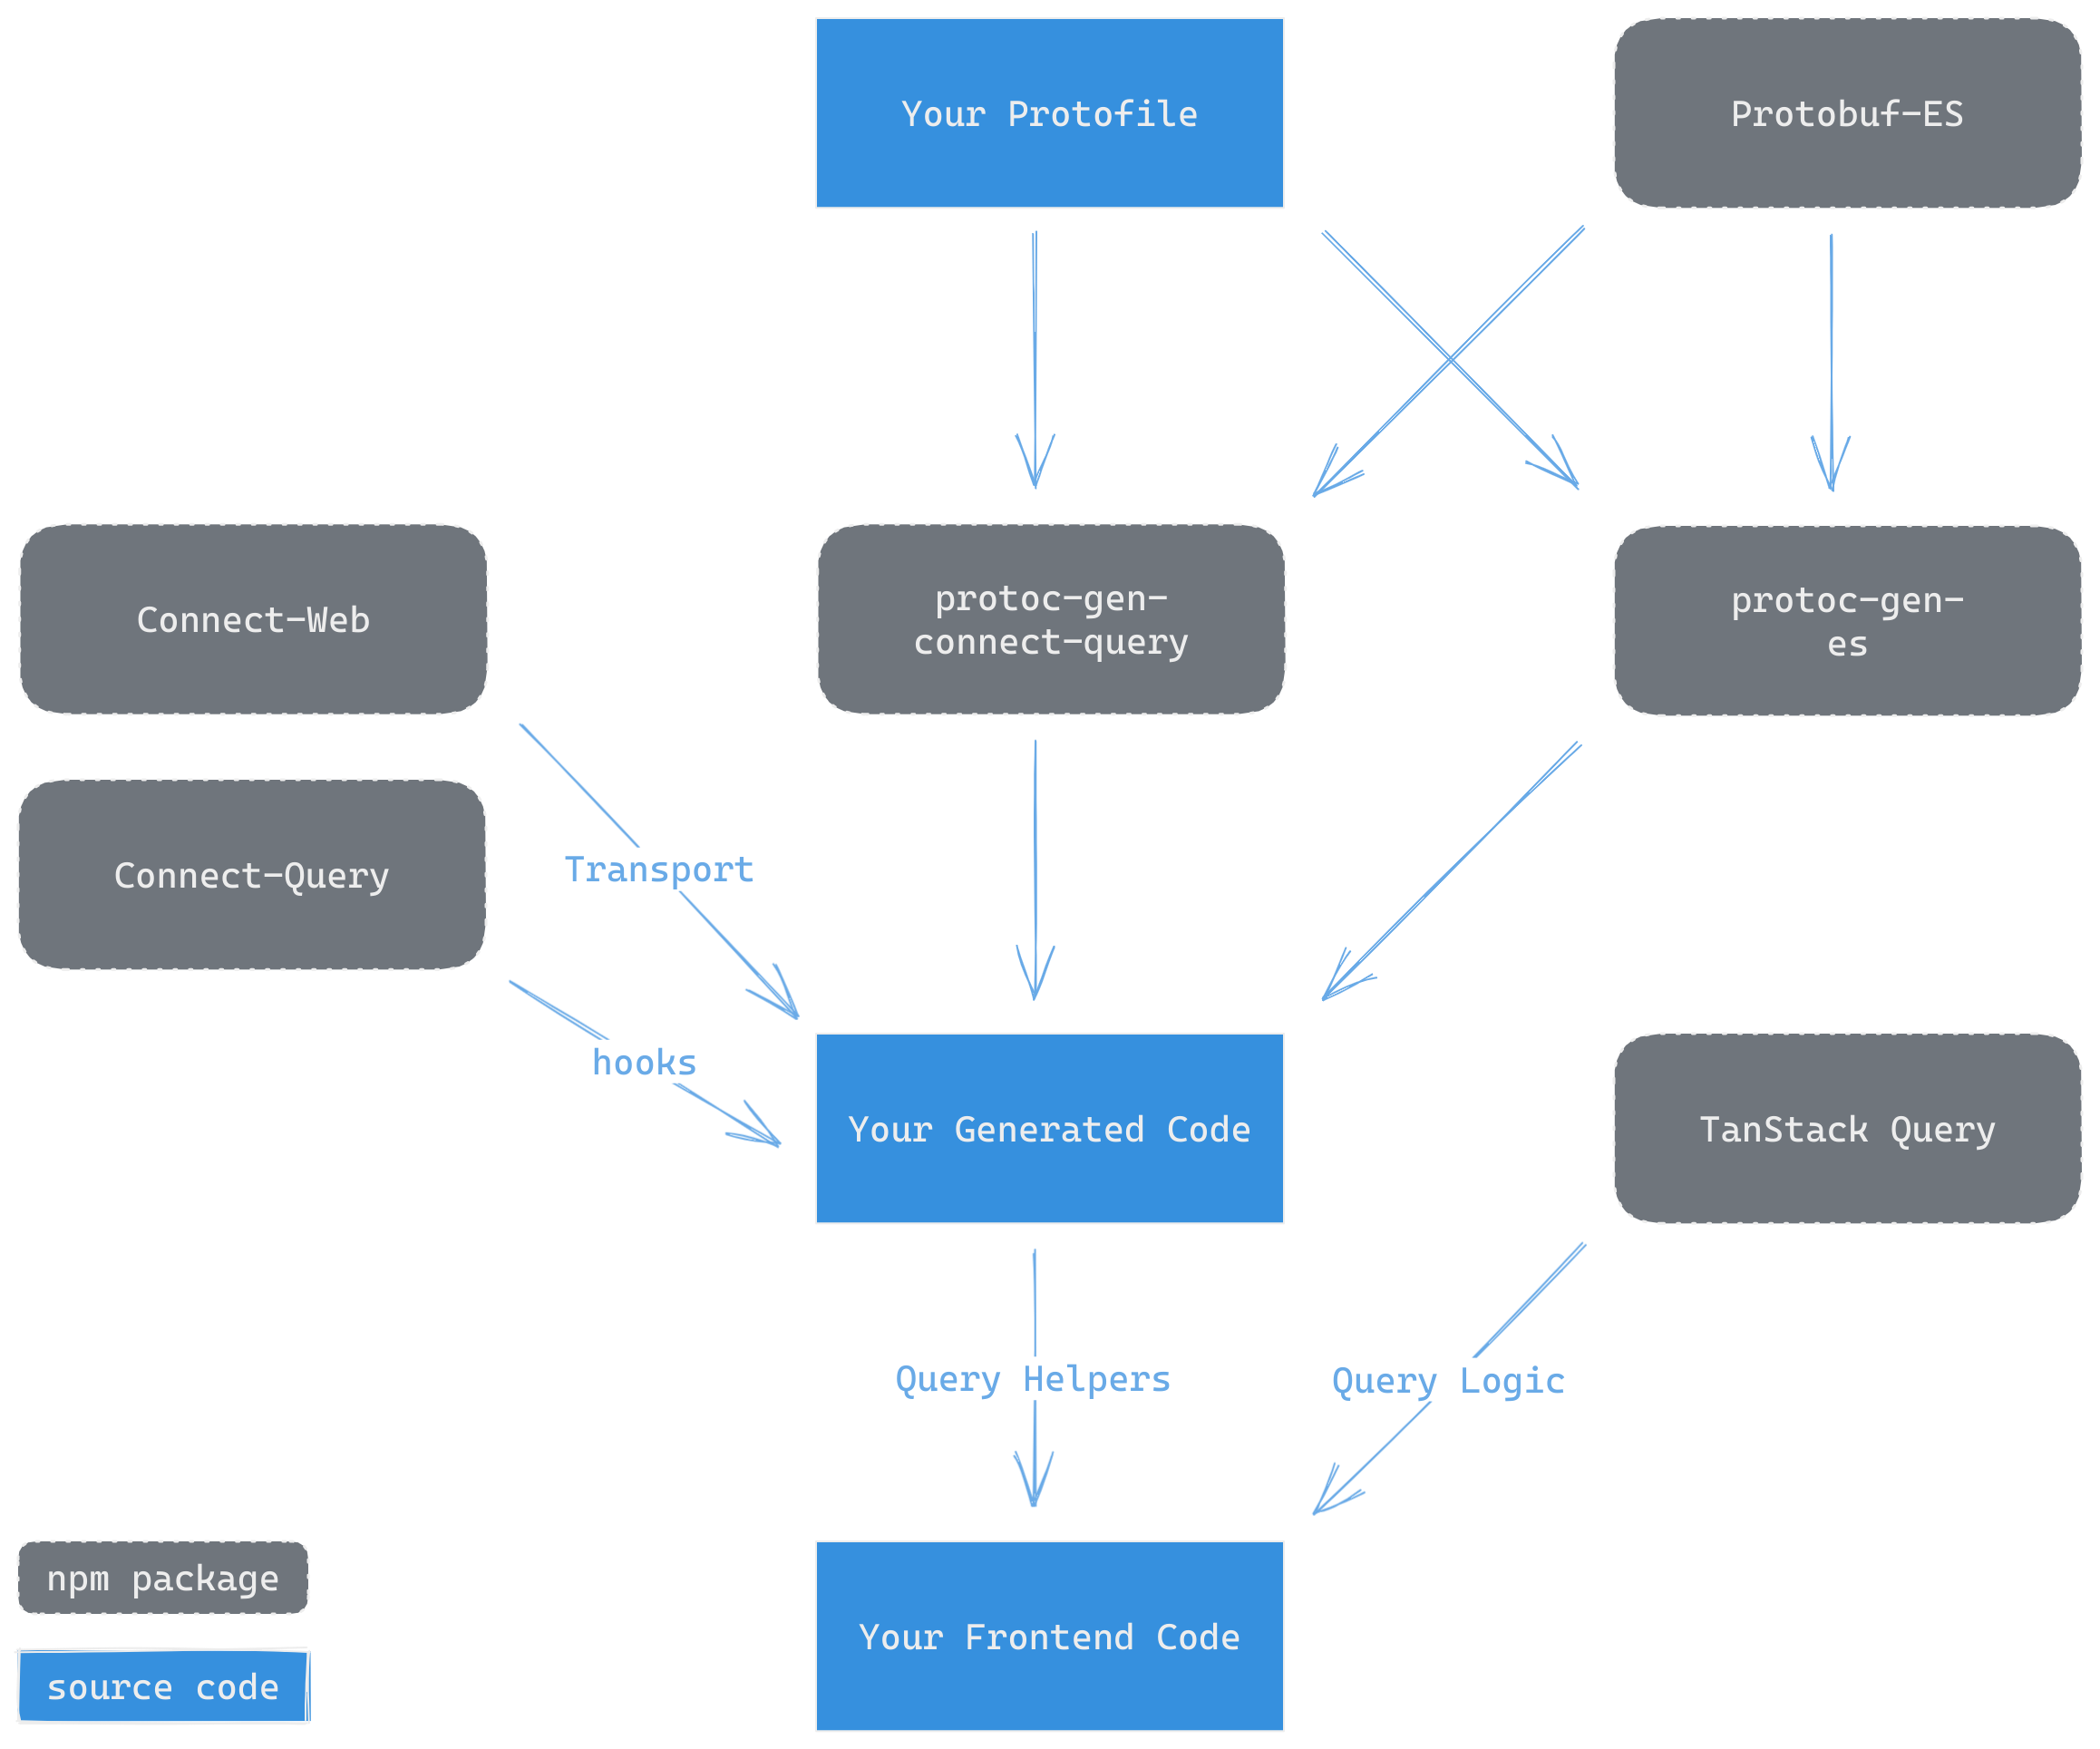 Your Protofile
Protobuf-ES
Connect-Web
protoc-gen-
connect-query
protoc-gen-
es
Connect-Query
Transport
hooks
Your Generated Code
TanStack Query
Query Helpers
Query Logic
npm package
Your Frontend Code
source code